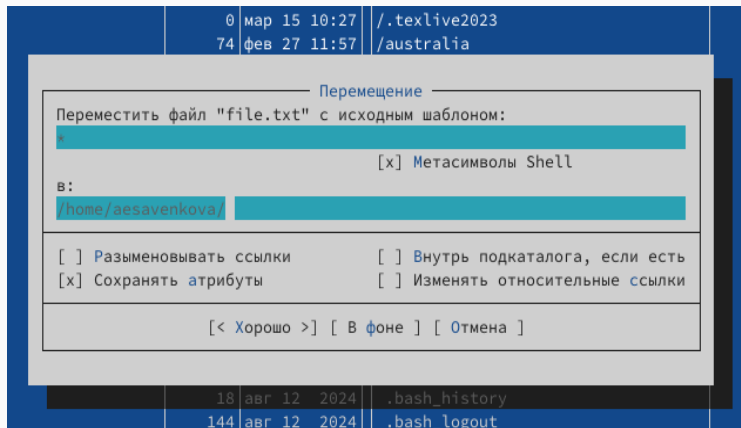 0 мар 15 10:27 /.texlive2023
74 фев 27 11:57 /australia
Перемещение
Переместить файл "file.txt" с исходным шаблоном:
*
[x] Метасимволы Shell
в:
/home/aesavenkova/
[ ] Разыменовывать ссылки [ ] Внутрь подкаталога, если есть
[x] Сохранять атрибуты [ ] Изменять относительные ссылки
[< Хорошо >] [ В фоне ] [ Отмена ]
18 авг 12 2024 .bash_history
144 авг 12 2024 .bash_logout